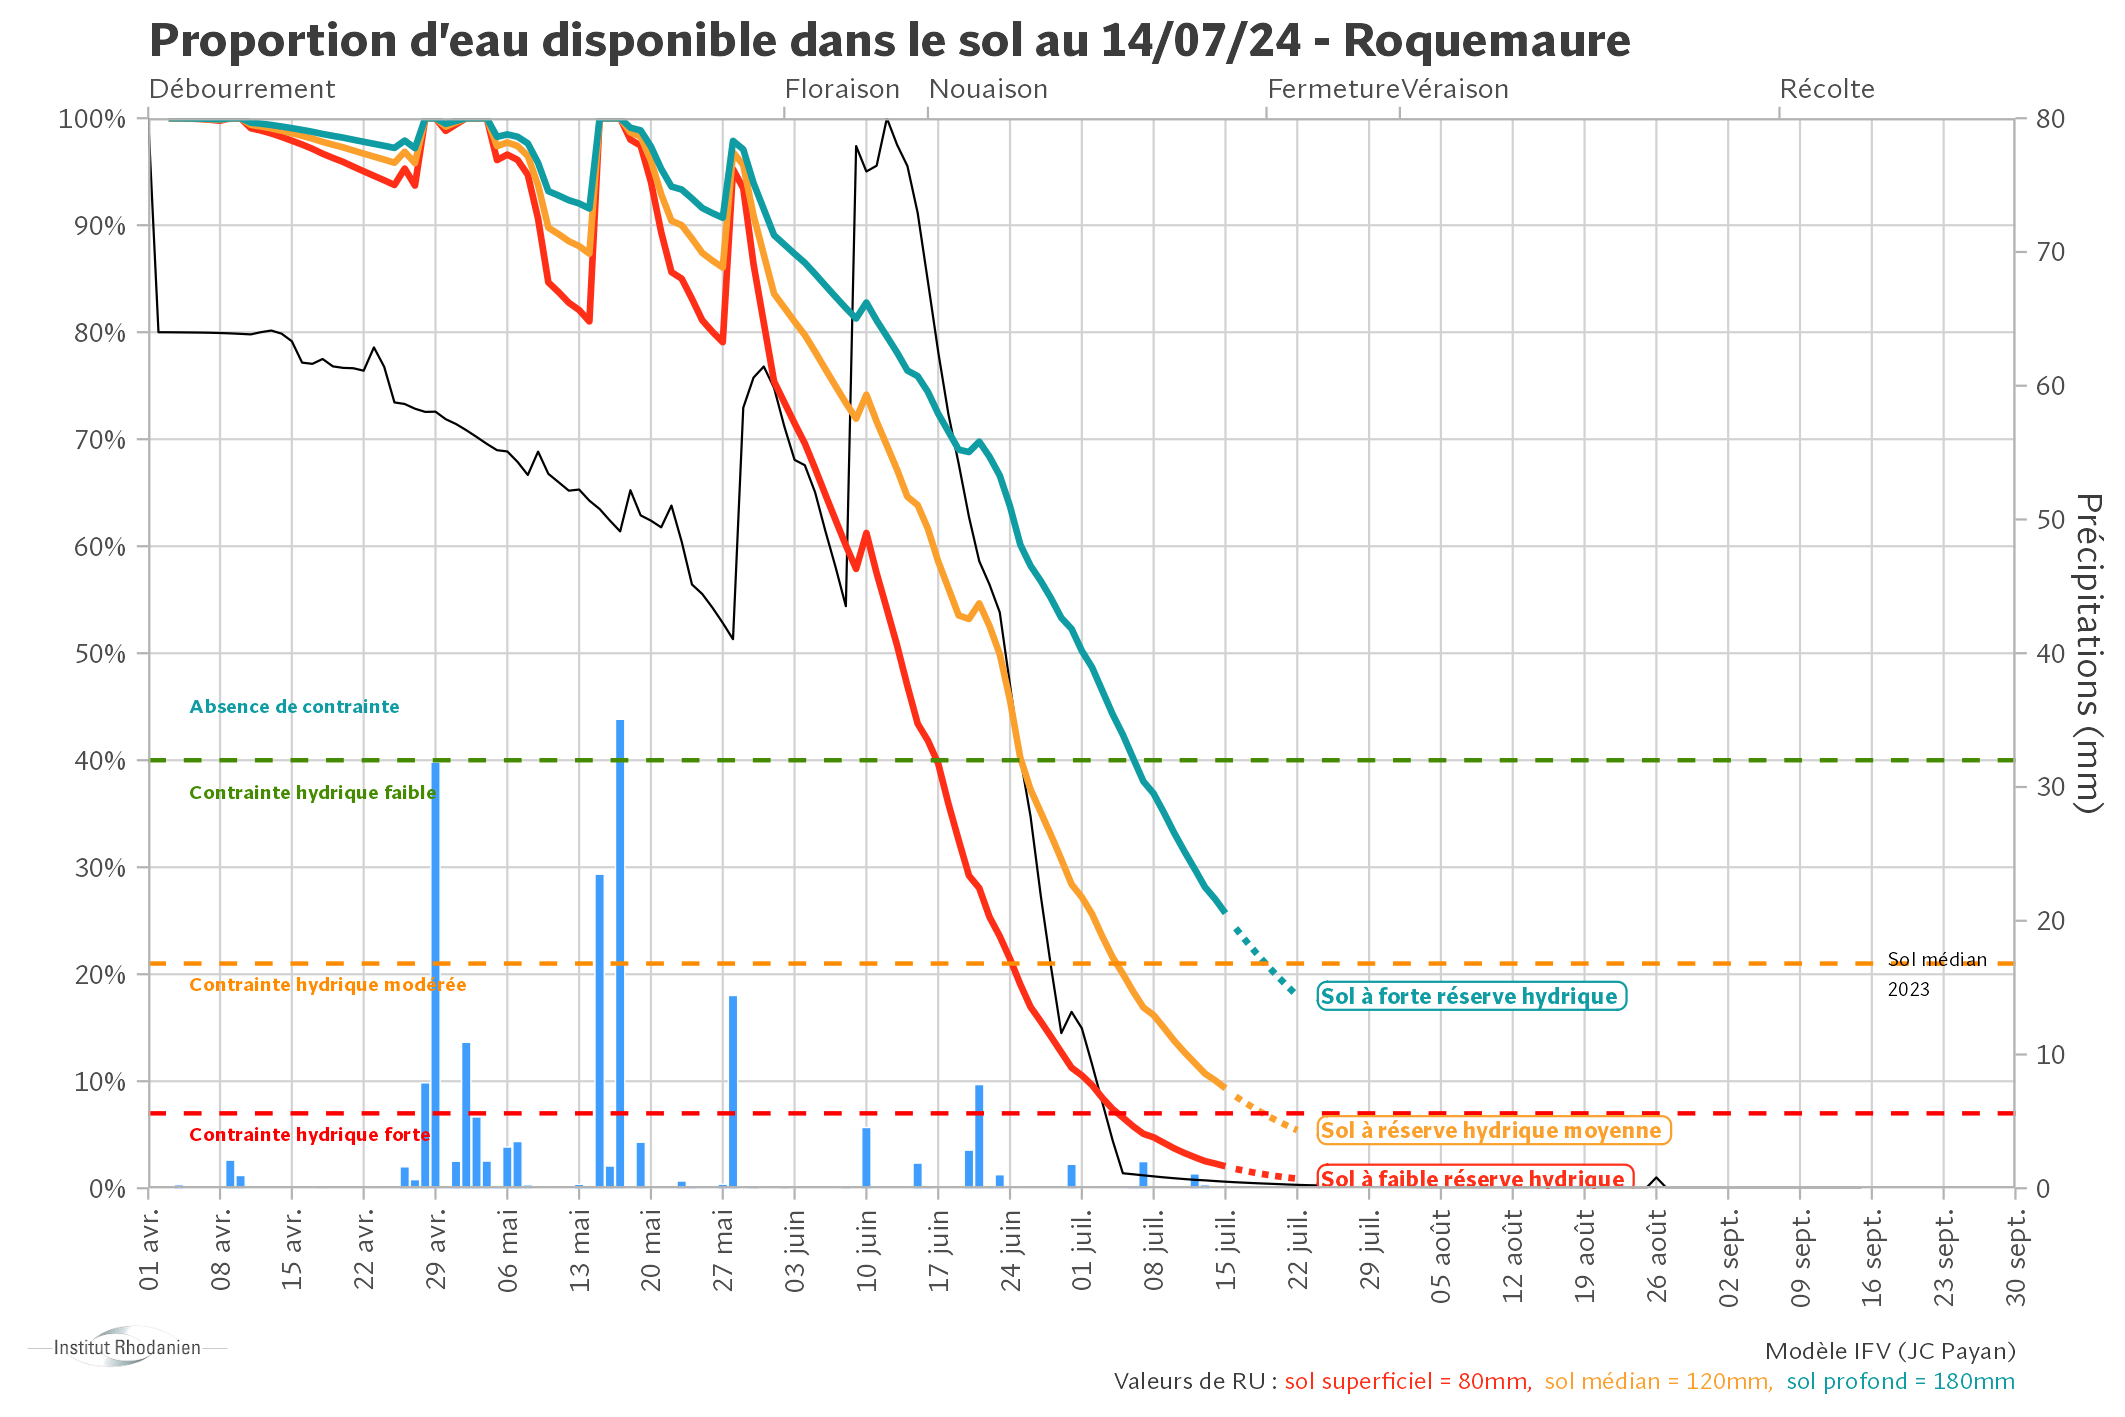 Proportion d'eau disponible dans le sol au 14/07/24 - Roquemaure
Débourrement Floraison Nouaison Fermeture Véraison Récolte
100%
90%
80%
70%
60%
50%
40%
30%
20%
10%
0%
80
70
60
50
40
30
20
10
0
Précipitations (mm)
Absence de contrainte
Contrainte hydrique faible
Contrainte hydrique modérée
Contrainte hydrique forte
Sol médian
2023
Sol à forte réserve hydrique
Sol à réserve hydrique moyenne
Sol à faible réserve hydrique
01 avr.
08 avr.
15 avr.
22 avr.
29 avr.
06 mai
13 mai
20 mai
27 mai
03 juin
10 juin
17 juin
24 juin
01 juil.
08 juil.
15 juil.
22 juil.
29 juil.
05 août
12 août
19 août
26 août
02 sept.
09 sept.
16 sept.
23 sept.
30 sept.
Institut Rhodanien
Modèle IFV (JC Payan)
Valeurs de RU : sol superficiel = 80mm, sol médian = 120mm, sol profond = 180mm